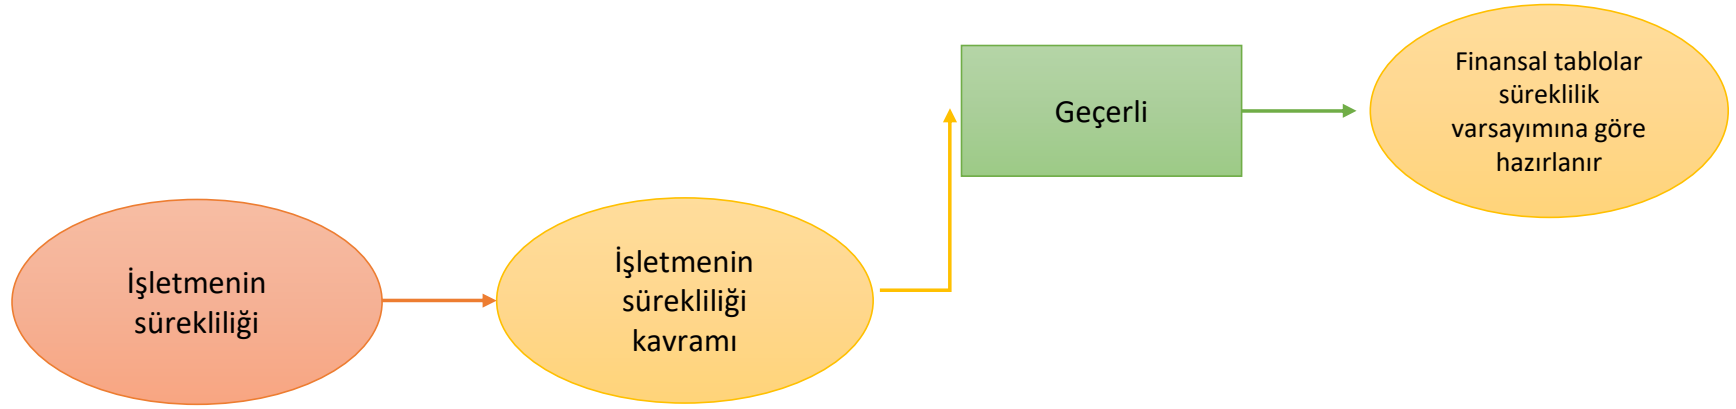 İşletmenin
sürekliliği
İşletmenin
sürekliliği
kavramı
Geçerli
Finansal tablolar
süreklilik
varsayımına göre
hazırlanır